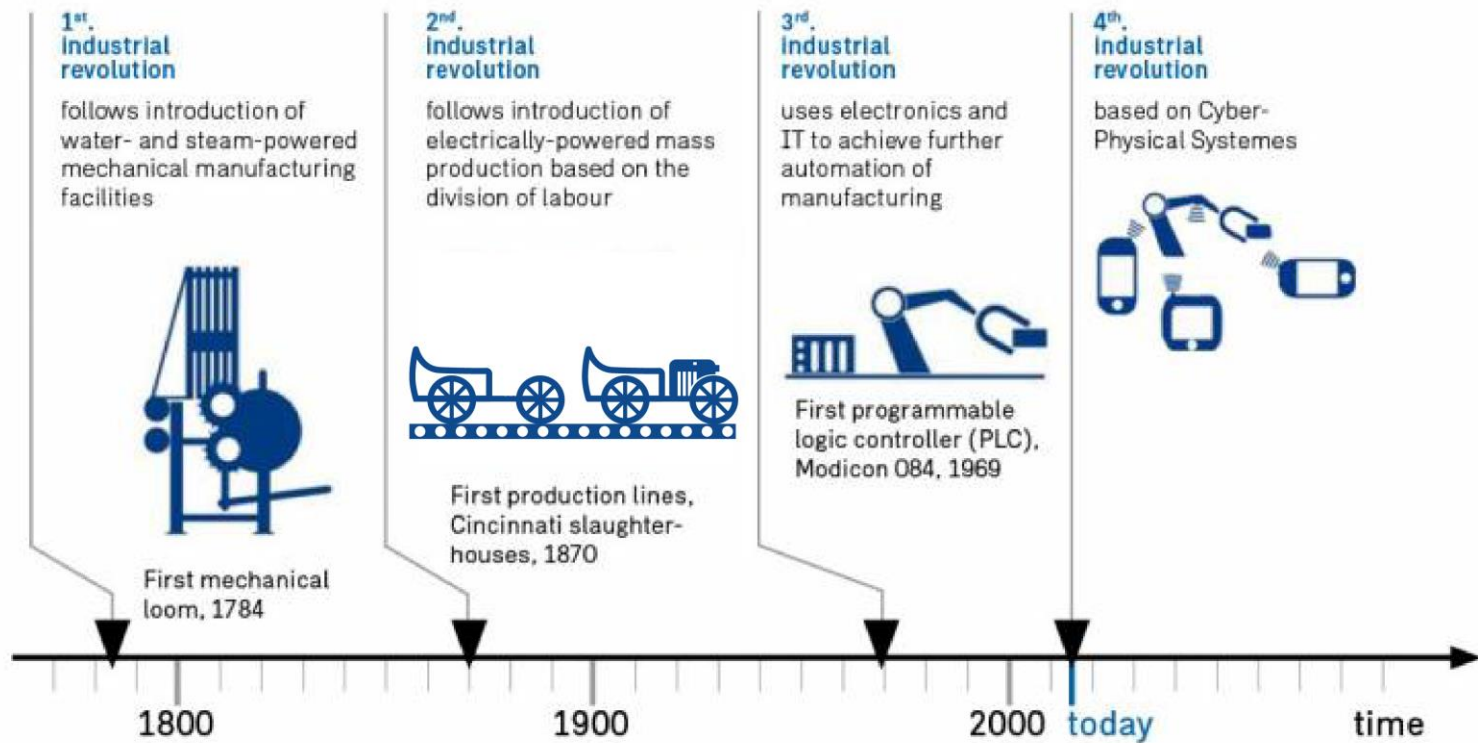 1st.
industrial
revolution
follows introduction of
water- and steam-powered
mechanical manufacturing
facilities
First mechanical
loom, 1784
2nd.
industrial
revolution
follows introduction of
electrically-powered mass
production based on the
division of labour
First production lines,
Cincinnati slaughter-
houses, 1870
3rd.
industrial
revolution
uses electronics and
IT to achieve further
automation of
manufacturing
First programmable
logic controller (PLC),
Modicon 084, 1969
4th.
industrial
revolution
based on Cyber-
Physical Systemes
1800
1900
2000
today
time